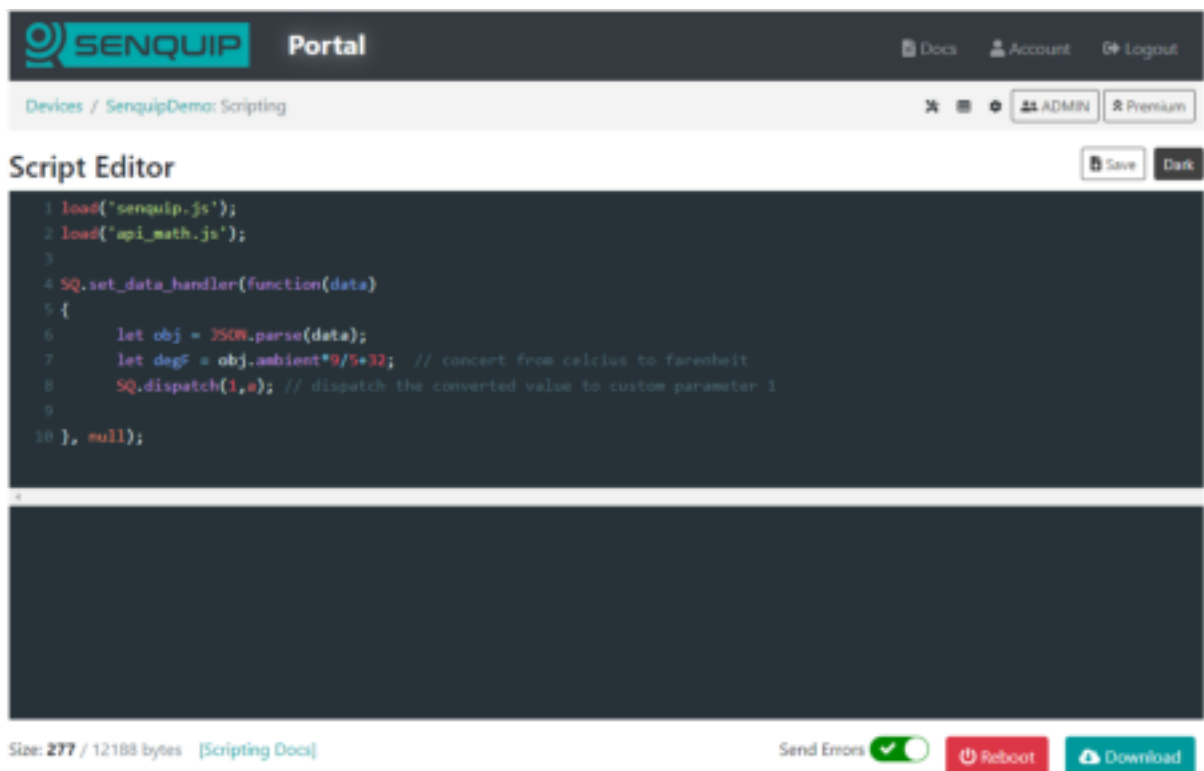 SENQUIP Portal Docs Account Logout
Devices / SenquipDemo: Scripting ADMIN Premium
Script Editor Save Dark
1 load('senquip.js');
2 load('api_math.js');
3
4 SQ.set_data_handler(function(data)
5 {
6 let obj = JSON.parse(data);
7 let degF = obj.ambient*9/5+32; // concert from celcius to farenheit
8 SQ.dispatch(1,a); // dispatch the converted value to custom parameter 1
9
10 }, null);
Size: 277 / 12188 bytes [Scripting Docs] Send Errors Reboot Download